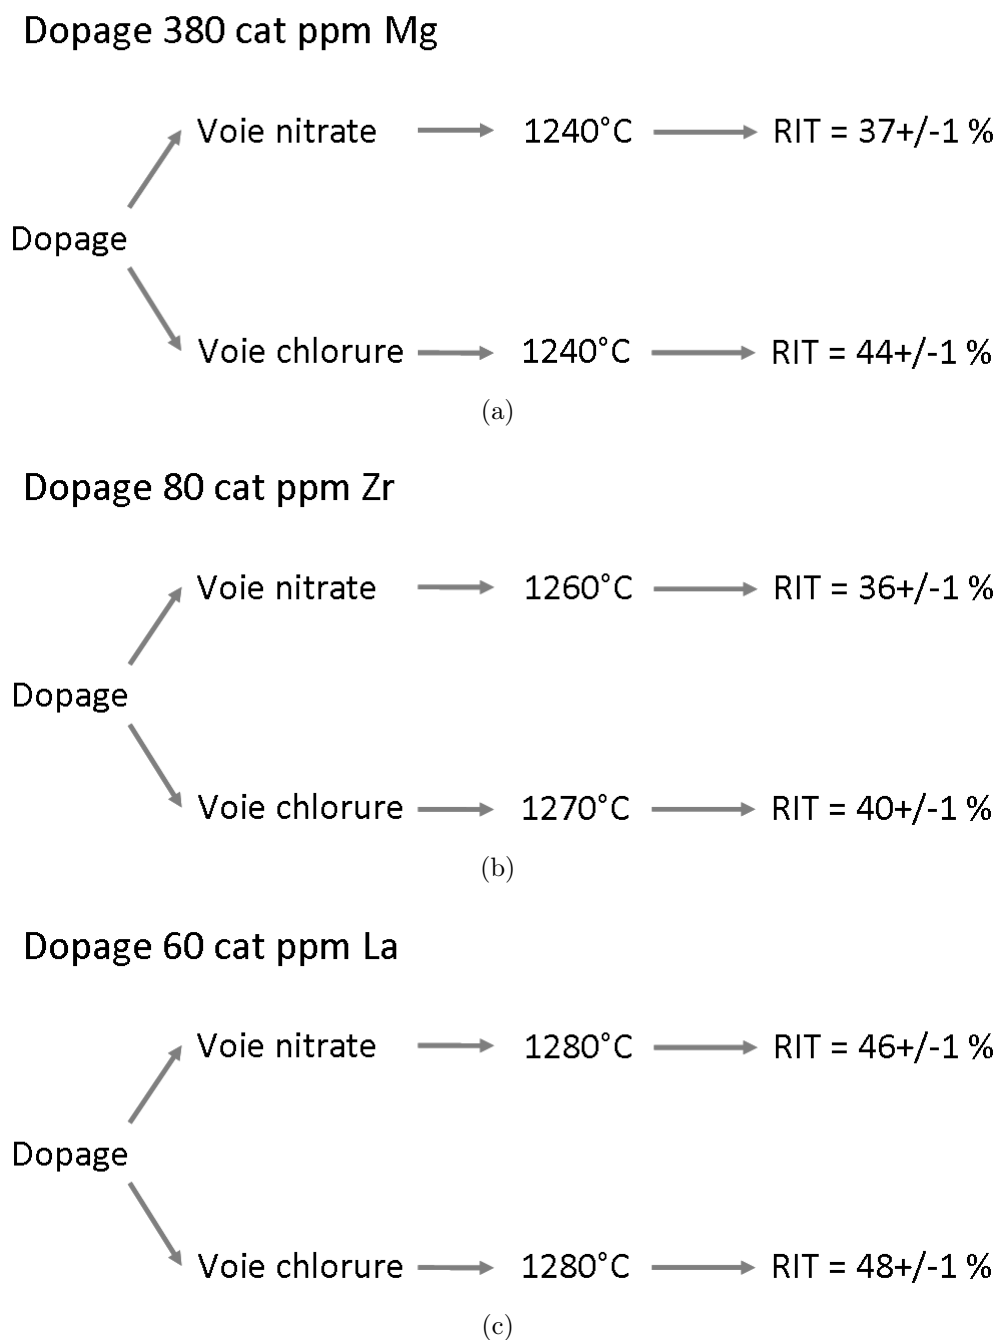 Dopage 380 cat ppm Mg
Voie nitrate 1240°C RIT = 37+/-1 %
Dopage
Voie chlorure 1240°C RIT = 44+/-1 %
(a)
Dopage 80 cat ppm Zr
Voie nitrate 1260°C RIT = 36+/-1 %
Dopage
Voie chlorure 1270°C RIT = 40+/-1 %
(b)
Dopage 60 cat ppm La
Voie nitrate 1280°C RIT = 46+/-1 %
Dopage
Voie chlorure 1280°C RIT = 48+/-1 %
(c)